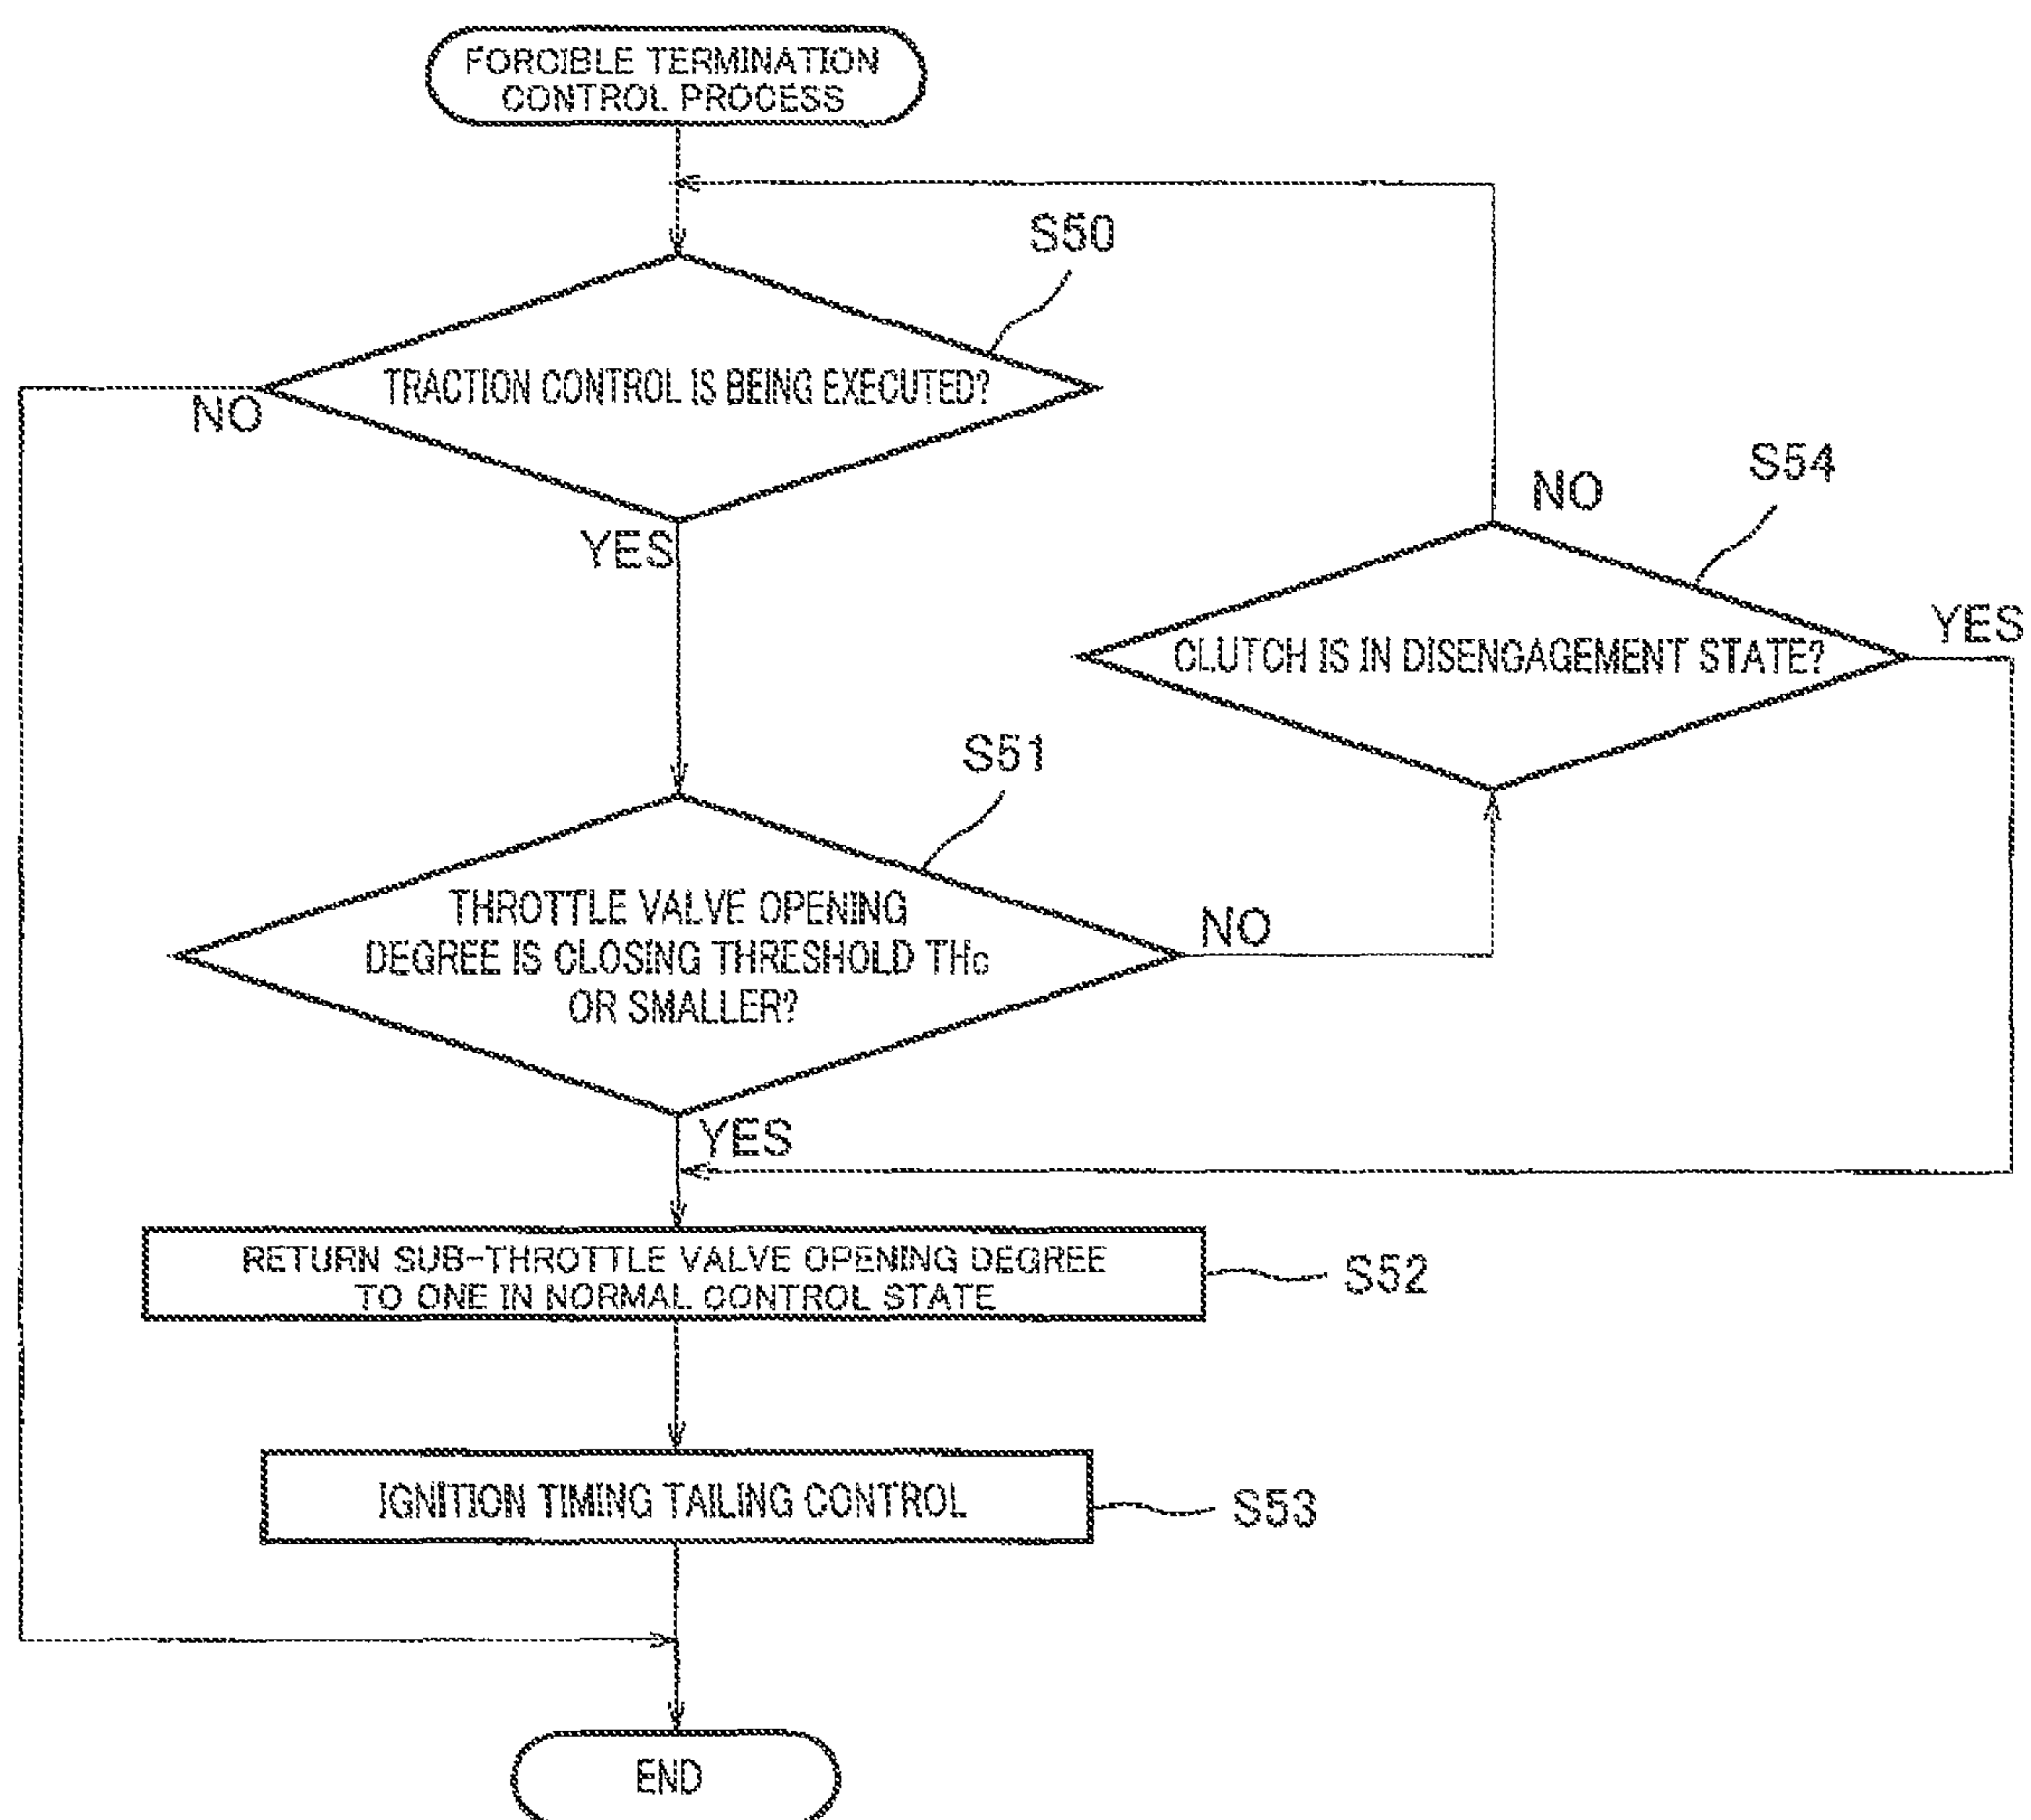 FORCIBLE TERMINATION
CONTROL PROCESS
S50
TRACTION CONTROL IS BEING EXECUTED?
NO
YES
S54
NO
CLUTCH IS IN DISENGAGEMENT STATE?
YES
S51
THROTTLE VALVE OPENING
DEGREE IS CLOSING THRESHOLD THC
OR SMALLER?
NO
YES
RETURN SUB-THROTTLE VALVE OPENING DEGREE
TO ONE IN NORMAL CONTROL STATE
S52
IGNITION TIMING TAILING CONTROL
S53
END